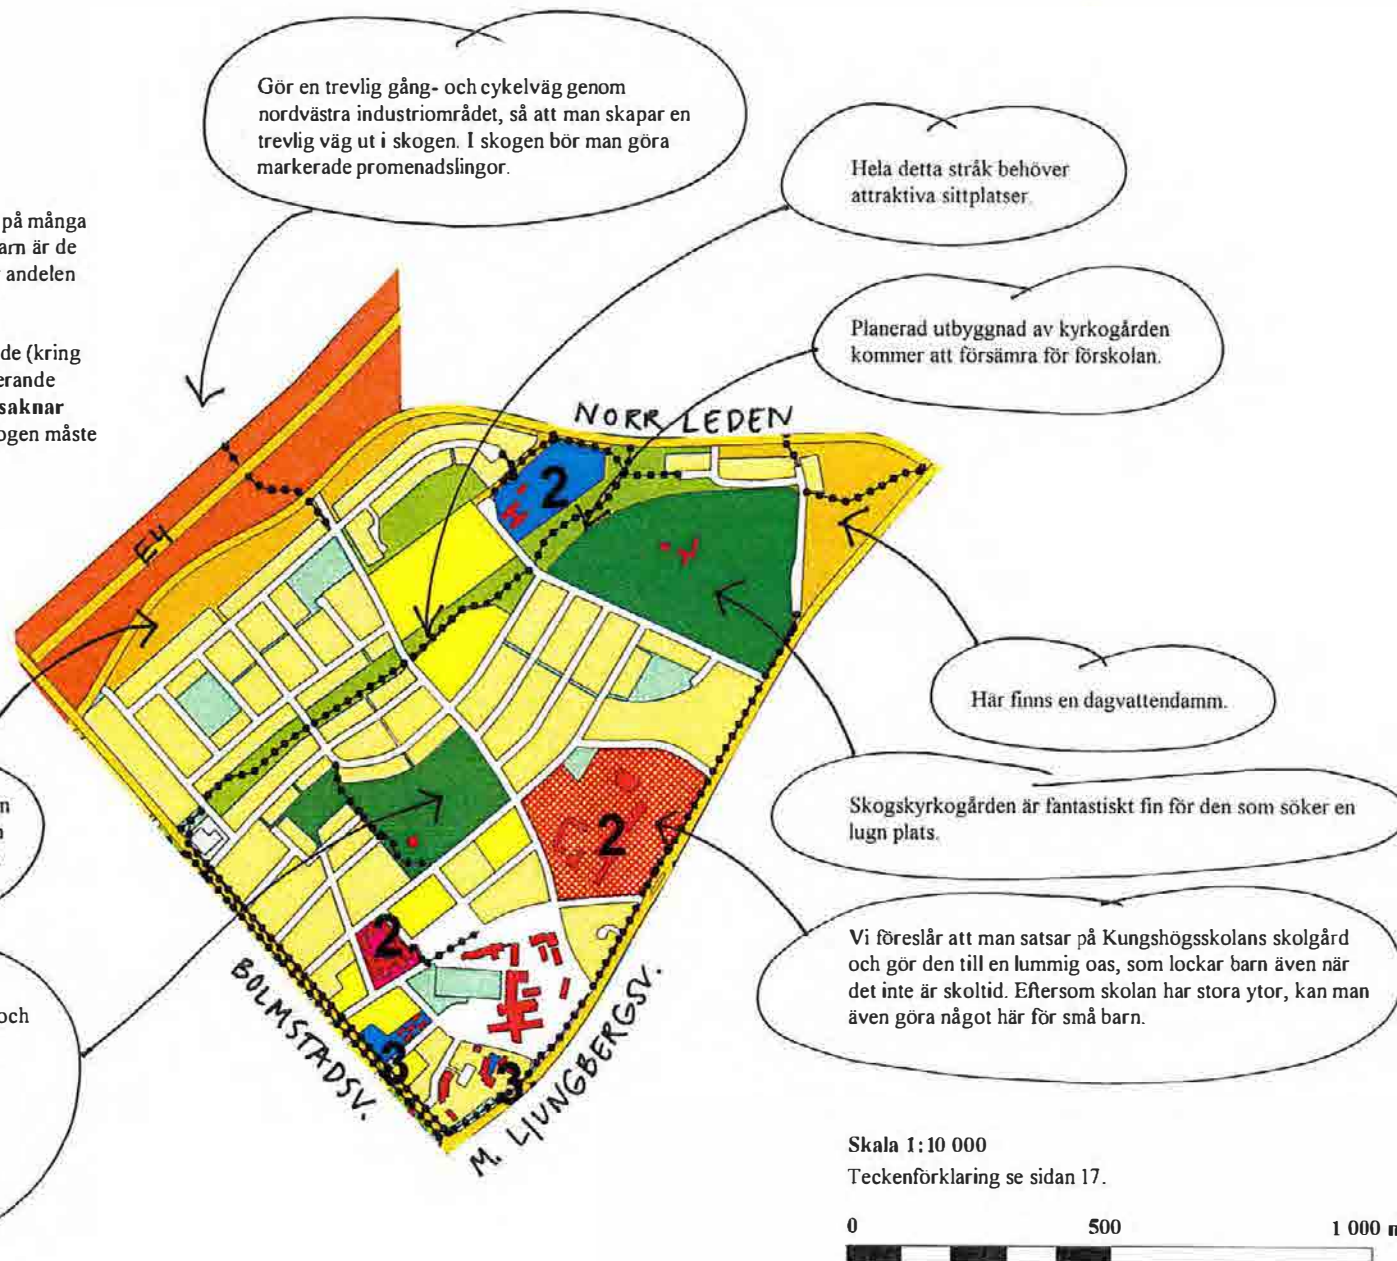 Gör en trevlig gång- och cykelväg genom
nordvästra industriområdet, så att man skapar en
trevlig väg ut i skogen. I skogen bör man göra
markerade promenadslingor.
Hela detta stråk behöver
attraktiva sittplatser.
på många
arn är de
andelen
Planerad utbyggnad av kyrkogården
kommer att försämra för förskolan.
de (kring
erande
saknar
ogen måste
NORRLEDEN
2
E4
Här finns en dagvattendamm.
n
Skogskyrkogården är fantastiskt fin för den som söker en
lugn plats.
2
Vi föreslår att man satsar på Kungshögsskolans skolgård
och gör den till en lummig oas, som lockar barn även när
det inte är skoltid. Eftersom skolan har stora ytor, kan man
även göra något här för små barn.
2
och
BOLMSTADSV.
3
3
M. LJUNGBERGSV.
Skala 1:10 000
Teckenförklaring se sidan 17.
0 500 1 000 m